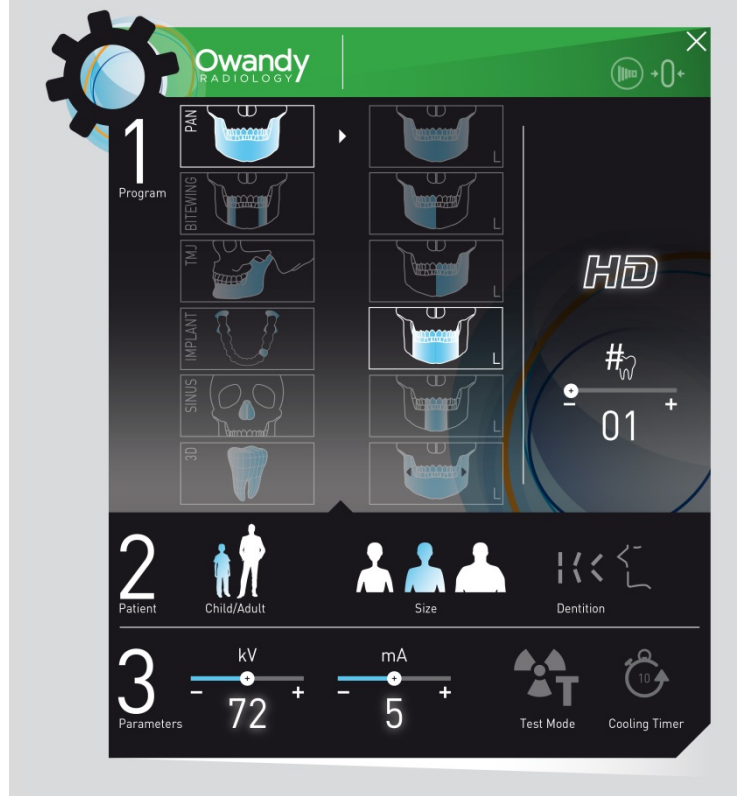 Owandy
RADIOLOGY
0
1
Program
PAN
BITEWING
TMJ
IMPLANT
SINUS
3D
L
L
L
L
L
L
HD
#
- +
01
2
Patient
Child/Adult
Size
Dentition
3
Parameters
kV
- +
72
mA
- +
5
T
Test Mode
10
Cooling Timer